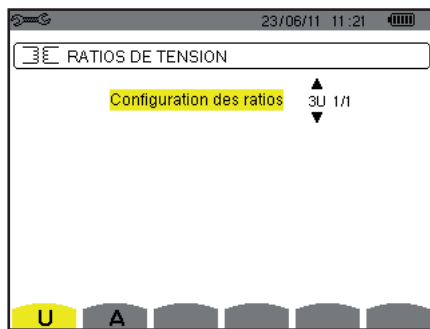 23/06/11 11:21
RATIOS DE TENSION
Configuration des ratios 3U 1/1
U A